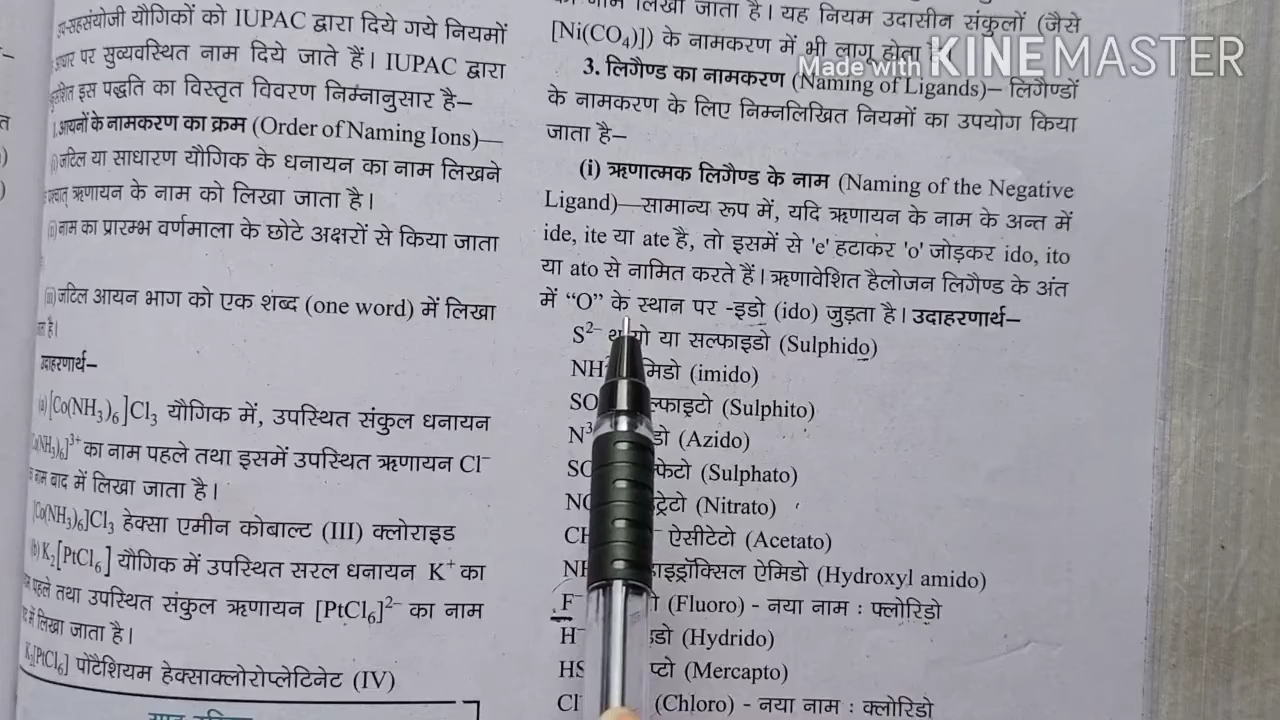 यौगिकों को IUPAC द्वारा दिये गये नियमों
पर सुव्यवस्थित नाम दिये जाते हैं। IUPAC द्वारा
इस पद्धति का विस्तृत विवरण निम्नानुसार है–
1. आयनों के नामकरण का क्रम (Order of Naming Ions)—
(i) जटिल या साधारण यौगिक के धनायन का नाम लिखने
पश्चात् ऋणायन के नाम को लिखा जाता है।
(ii) नाम का प्रारम्भ वर्णमाला के छोटे अक्षरों से किया जाता
(iii) जटिल आयन भाग को एक शब्द (one word) में लिखा
है।
उदाहरणार्थ–
(a) [Co(NH₃)₆]Cl₃ यौगिक में, उपस्थित संकुल धनायन
(NH₃)₆]³⁺ का नाम पहले तथा इसमें उपस्थित ऋणायन Cl⁻
नाम बाद में लिखा जाता है।
[Co(NH₃)₆]Cl₃ हेक्सा एमीन कोबाल्ट (III) क्लोराइड
(b) K₂[PtCl₆] यौगिक में उपस्थित सरल धनायन K⁺ का
पहले तथा उपस्थित संकुल ऋणायन [PtCl₆]²⁻ का नाम
में लिखा जाता है।
K₂[PtCl₆] पोटैशियम हेक्साक्लोरोप्लेटिनेट (IV)
लिखा जाता है। यह नियम उदासीन संकुलों (जैसे
[Ni(CO₄)]) के नामकरण में भी लागू होता है
Made with KINEMASTER
3. लिगैण्ड का नामकरण (Naming of Ligands)– लिगैण्डों
के नामकरण के लिए निम्नलिखित नियमों का उपयोग किया
जाता है–
(i) ऋणात्मक लिगैण्ड के नाम (Naming of the Negative
Ligand)—सामान्य रूप में, यदि ऋणायन के नाम के अन्त में
ide, ite या ate है, तो इसमें से 'e' हटाकर 'o' जोड़कर ido, ito
या ato से नामित करते हैं। ऋणावेशित हैलोजन लिगैण्ड के अंत
में “O” के स्थान पर -इडो (ido) जुड़ता है। उदाहरणार्थ–
S²⁻ या सल्फाइडो (Sulphido)
NH मिडो (imido)
SO ल्फाइटो (Sulphito)
N³ डो (Azido)
SO फेटो (Sulphato)
NO ट्रेटो (Nitrato)
CH ⁻ ऐसीटेटो (Acetato)
NH हाइड्रॉक्सिल ऐमिडो (Hydroxyl amido)
F⁻ (Fluoro) - नया नाम : फ्लोरिडो
H⁻ डो (Hydrido)
HS प्टो (Mercapto)
Cl (Chloro) - नया नाम : क्लोरिडो